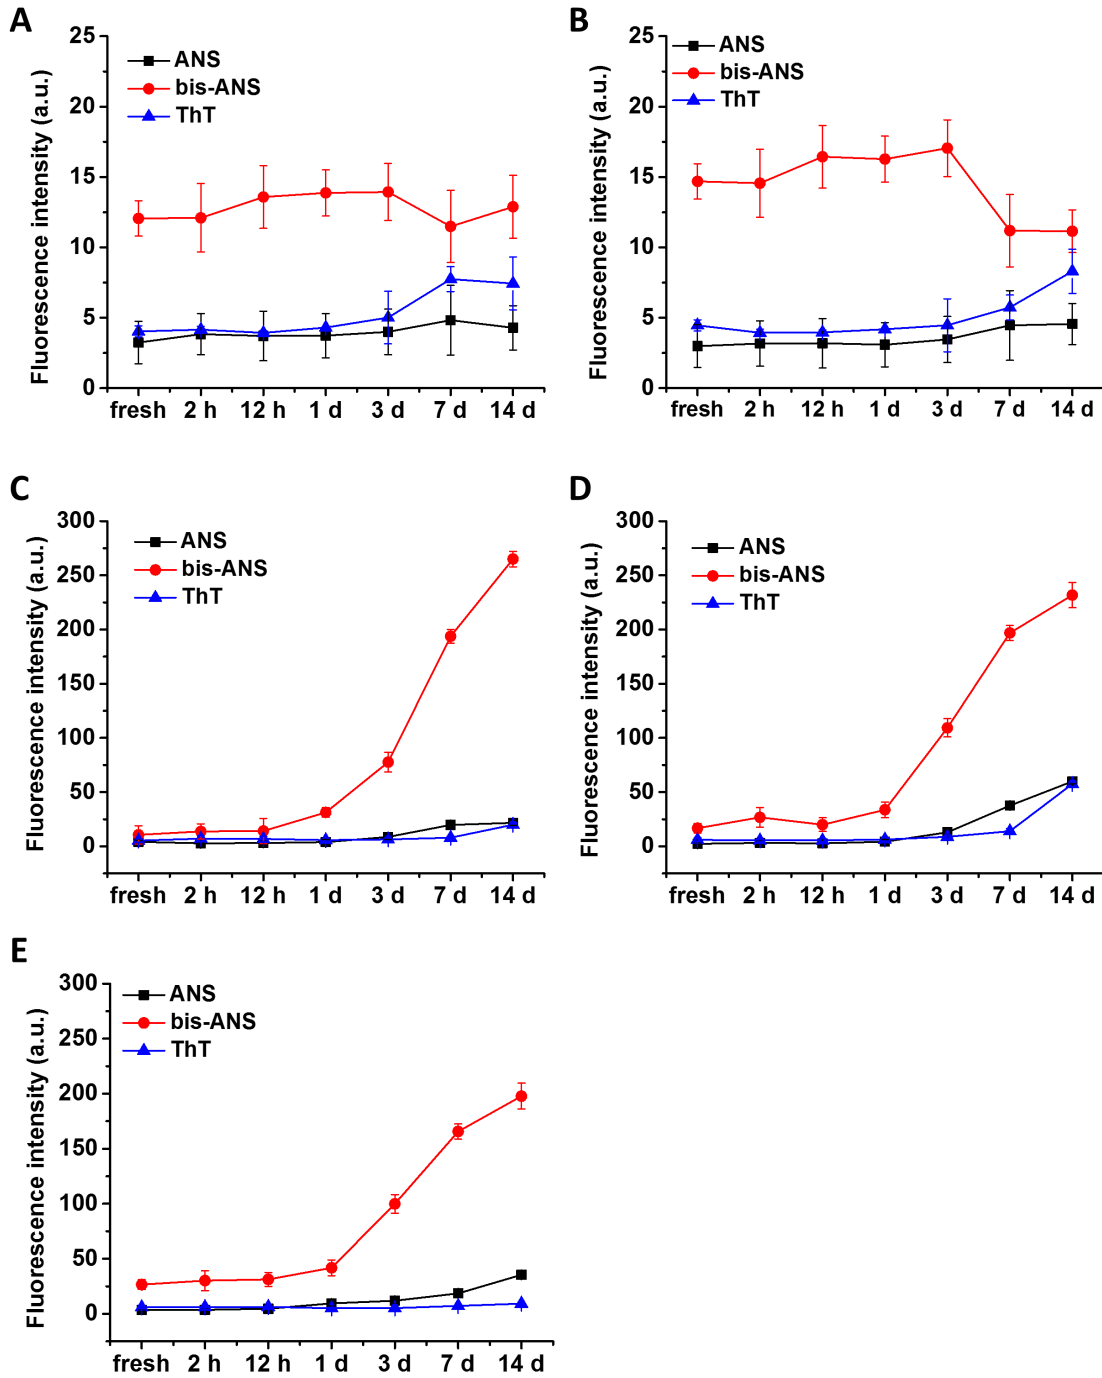 A
Fluorescence intensity (a.u.)
25
20
15
10
5
0
ANS
bis-ANS
ThT
fresh 2 h 12 h 1 d 3 d 7 d 14 d
B
Fluorescence intensity (a.u.)
25
20
15
10
5
0
ANS
bis-ANS
ThT
fresh 2 h 12 h 1 d 3 d 7 d 14 d
C
Fluorescence intensity (a.u.)
300
250
200
150
100
50
0
ANS
bis-ANS
ThT
fresh 2 h 12 h 1 d 3 d 7 d 14 d
D
Fluorescence intensity (a.u.)
300
250
200
150
100
50
0
ANS
bis-ANS
ThT
fresh 2 h 12 h 1 d 3 d 7 d 14 d
E
Fluorescence intensity (a.u.)
300
250
200
150
100
50
0
ANS
bis-ANS
ThT
fresh 2 h 12 h 1 d 3 d 7 d 14 d